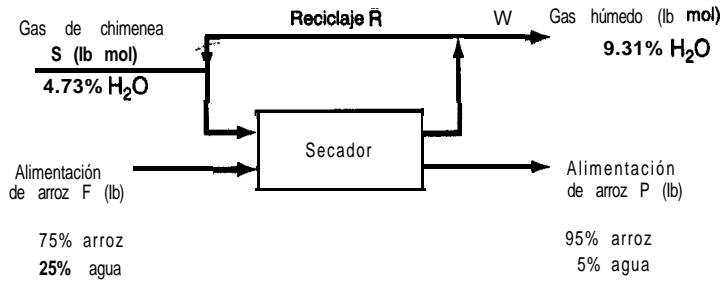 Gas de chimenea
S (lb mol)
4.73% H₂O
Reciclaje R
W
Gas húmedo (lb mol)
9.31% H₂O
Secador
Alimentación
de arroz F (lb)
75% arroz
25% agua
Alimentación
de arroz P (lb)
95% arroz
5% agua